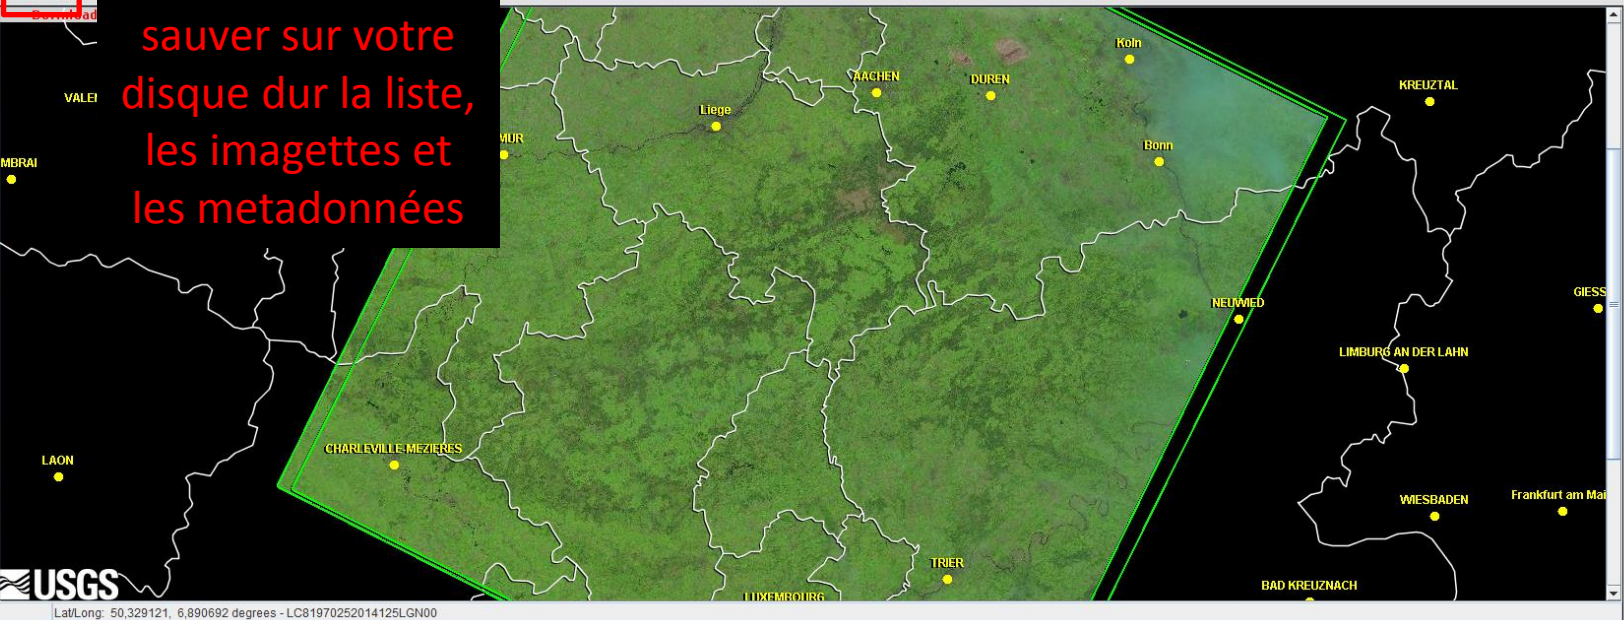 Download
sauver sur votre
disque dur la liste,
les imagettes et
les metadonnées
Koln
AACHEN
DUREN
KREUZTAL
VALEI
Liege
MUR
Bonn
MBRAI
GIESS
NEUWIED
LIMBURG AN DER LAHN
CHARLEVILLE-MEZIERES
LAON
WIESBADEN
Frankfurt am Mai
TRIER
USGS
BAD KREUZNACH
LUXEMBOURG
Lat/Long: 50,329121, 6,890692 degrees - LC81970252014125LGN00